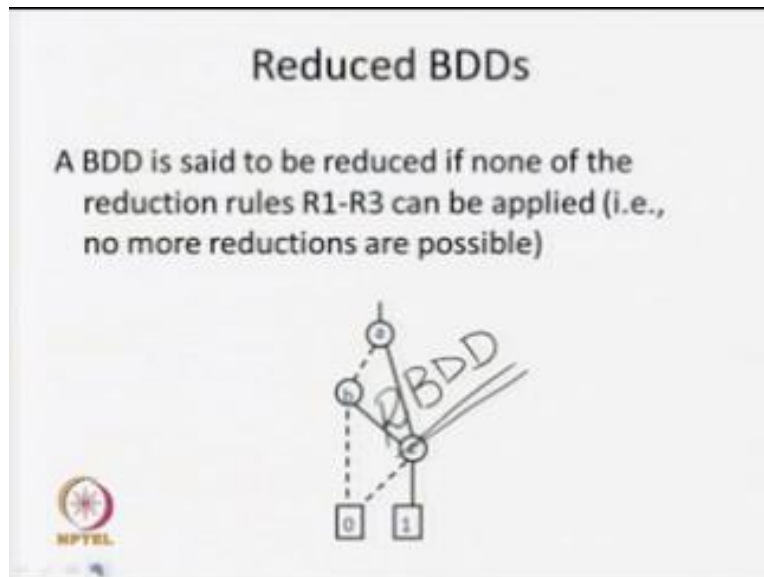 Reduced BDDs
A BDD is said to be reduced if none of the
reduction rules R1-R3 can be applied (i.e.,
no more reductions are possible)
a
RBDD
b
0
1
NPTEL